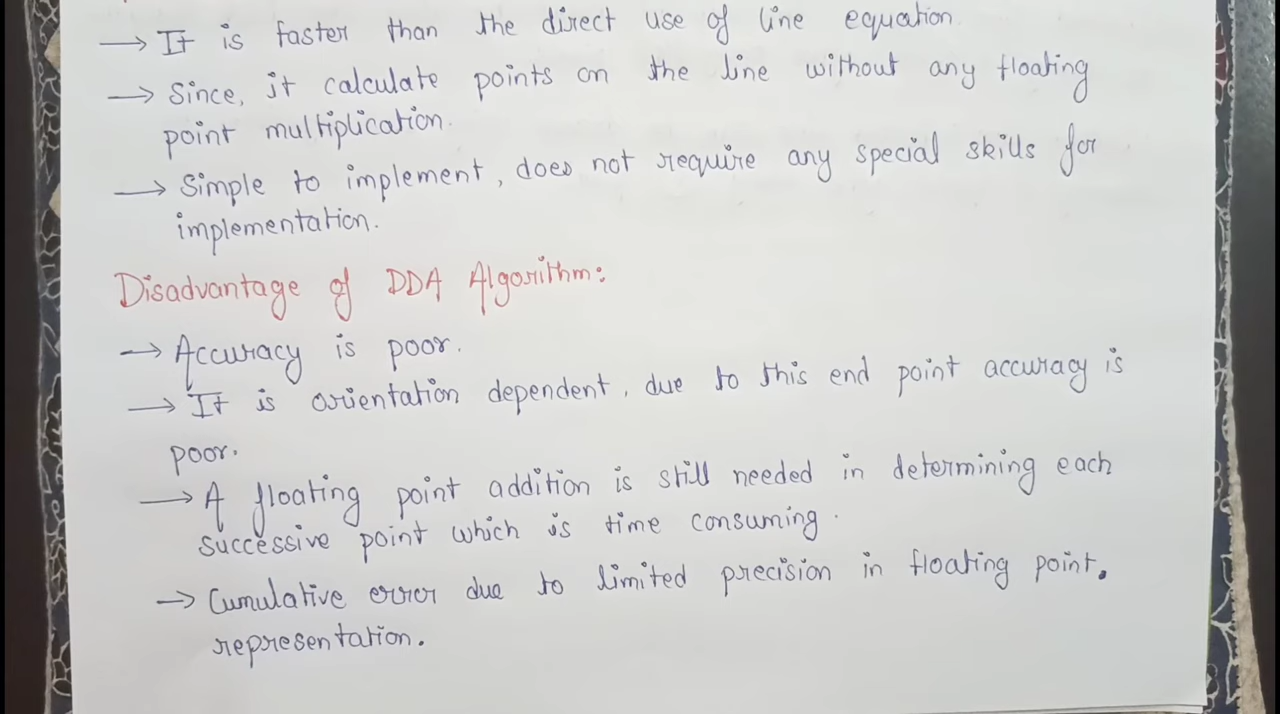 → It is faster than the direct use of line equation.
→ Since, it calculate points on the line without any floating
point multiplication.
→ Simple to implement, does not require any special skills for
implementation.
Disadvantage of DDA Algorithm:
→ Accuracy is poor.
→ It is orientation dependent, due to this end point accuracy is
poor.
→ A floating point addition is still needed in determining each
successive point which is time consuming.
→ Cumulative error due to limited precision in floating point.
representation.